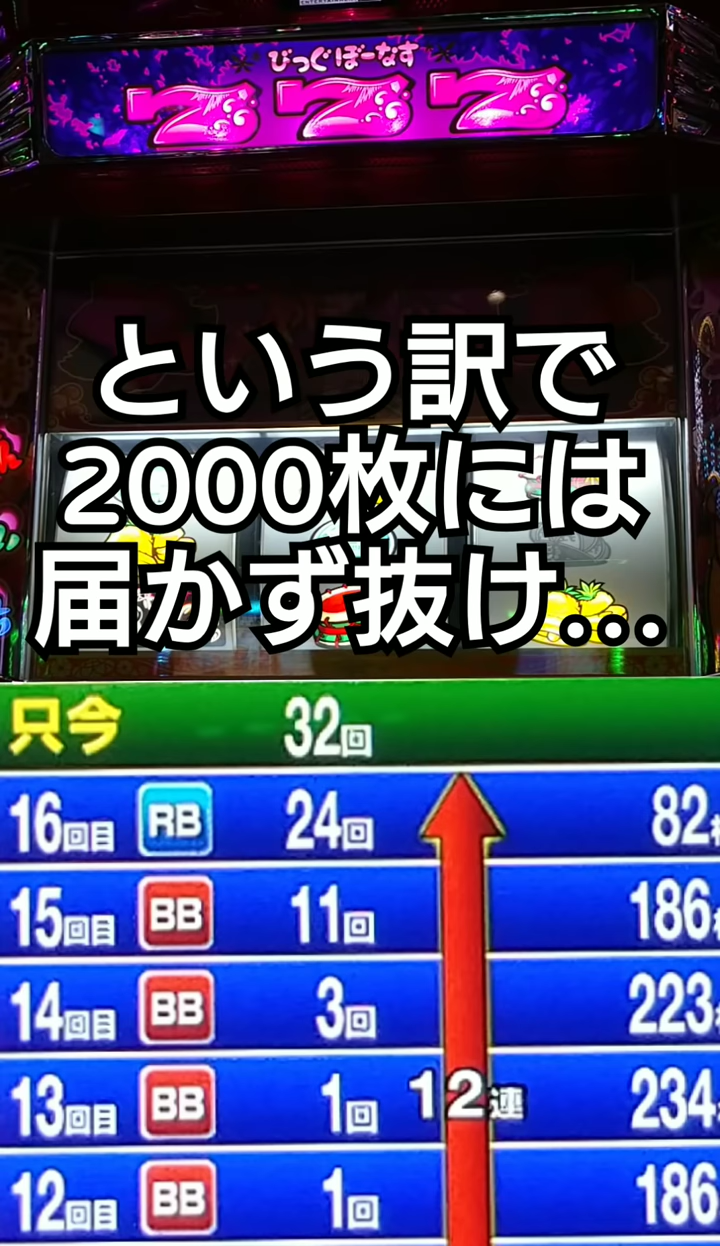 びっぐぼーなす
777
という訳で
2000枚には
届かず抜け...
只今 32回
16回目 RB 24回 82
15回目 BB 11回 186
14回目 BB 3回 223
13回目 BB 1回 12連 234
12回目 BB 1回 186